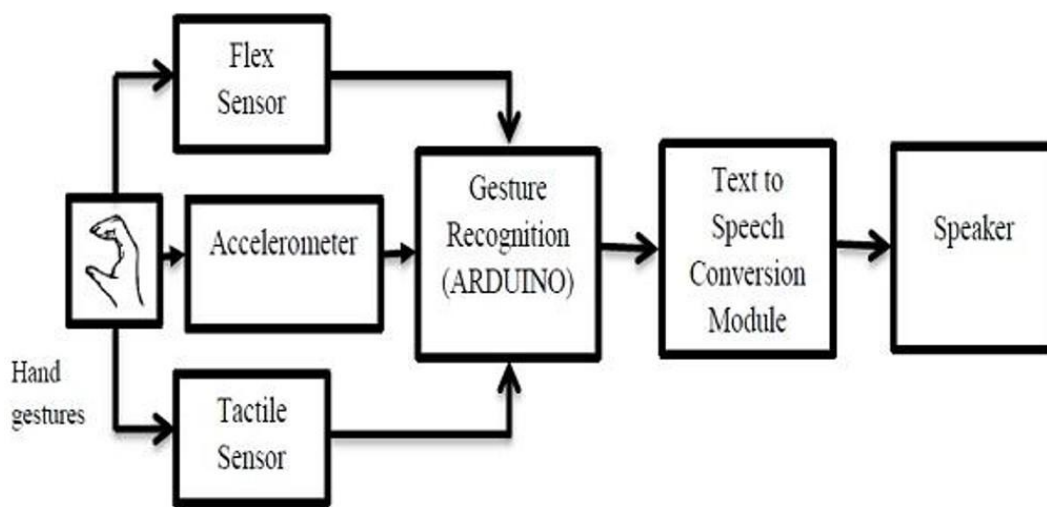 Flex
Sensor
Hand
gestures
Accelerometer
Tactile
Sensor
Gesture
Recognition
(ARDUINO)
Text to
Speech
Conversion
Module
Speaker